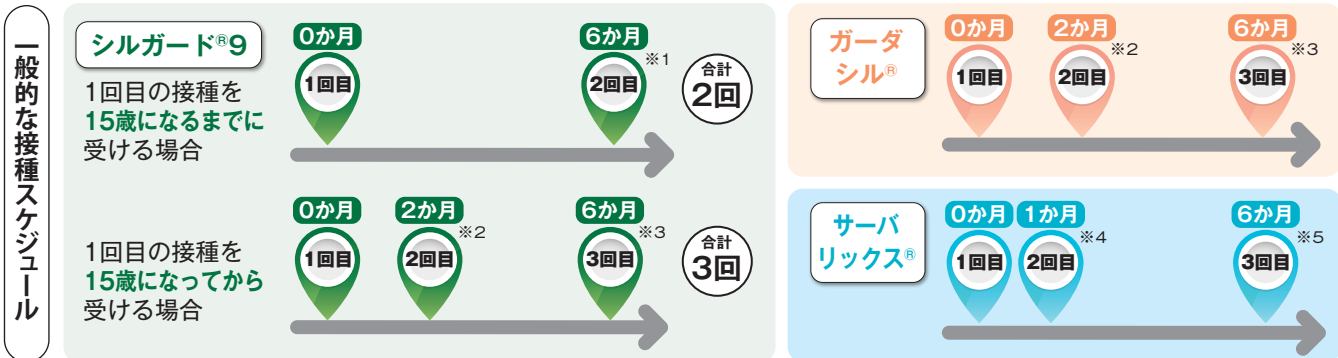 一般的な接種スケジュール
シルガード®9
1回目の接種を
15歳になるまでに
受ける場合
0か月
1回目
6か月
※1
2回目
合計
2回
1回目の接種を
15歳になってから
受ける場合
0か月
1回目
2か月
※2
2回目
6か月
※3
3回目
合計
3回
ガーダ
シル®
0か月
1回目
2か月
※2
2回目
6か月
※3
3回目
サーバ
リックス®
0か月
1回目
1か月
※4
2回目
6か月
※5
3回目